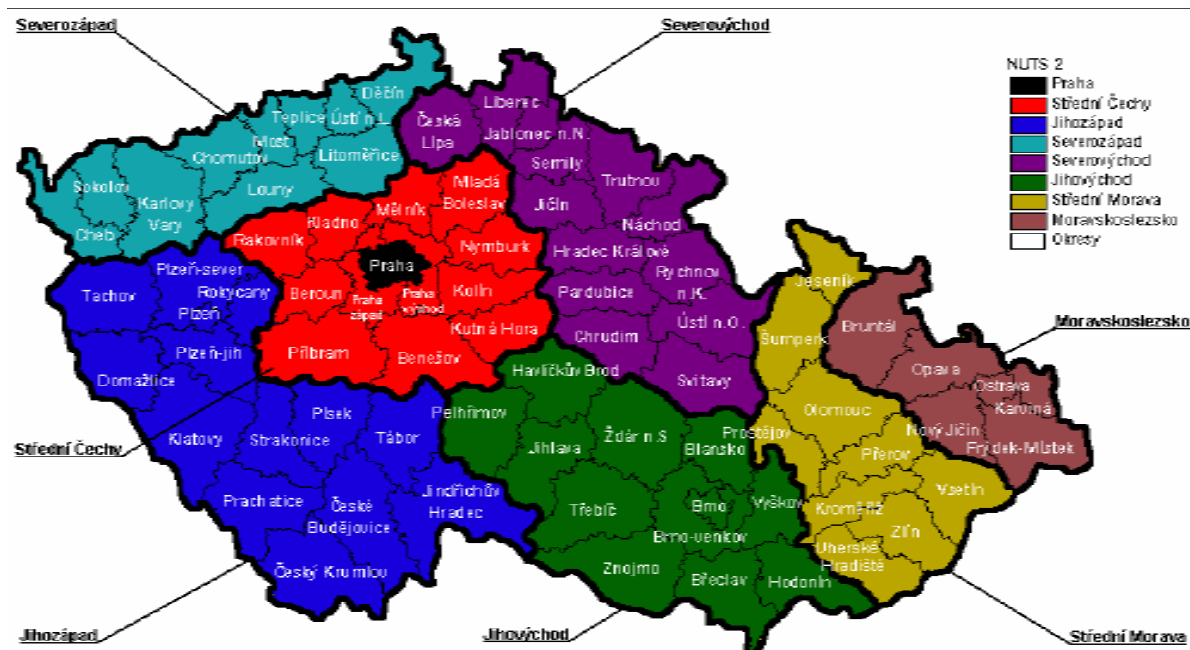 Severozápad
Severovýchod
NUTS 2
Praha
Střední Čechy
Jihozápad
Severozápad
Severovýchod
Jihovýchod
Střední Morava
Moravskoslezsko
Okresy
Děčín
Teplice
Ústí n.L.
Most
Chomutov
Litoměřice
Louny
Sokolov
Karlovy
Vary
Cheb
Česká
Lípa
Liberec
Jablonec n.N.
Semily
Trutnov
Jičín
Náchod
Hradec Králové
Rychnov
n.K.
Pardubice
Ústí n.O.
Chrudim
Svitavy
Mladá
Boleslav
Mělník
Kladno
Rakovník
Nymburk
Praha
Beroun
Praha
západ
Praha
východ
Kolín
Kutná Hora
Příbram
Benešov
Plzeň-sever
Tachov
Rokycany
Plzeň
Plzeň-jih
Domažlice
Klatovy
Písek
Strakonice
Tábor
Prachatice
České
Budějovice
Jindřichův
Hradec
Český Krumlov
Havlíčkův Brod
Pelhřimov
Jihlava
Žďár n.S
Blansko
Třebíč
Brno
Vyškov
Brno-venkov
Znojmo
Břeclav
Hodonín
Jeseník
Šumperk
Olomouc
Prostějov
Přerov
Kroměříž
Vsetín
Zlín
Uherské
Hradiště
Bruntál
Opava
Ostrava
Karviná
Nový Jičín
Frýdek-Místek
Moravskoslezsko
Střední Čechy
Jihozápad
Jihovýchod
Střední Morava